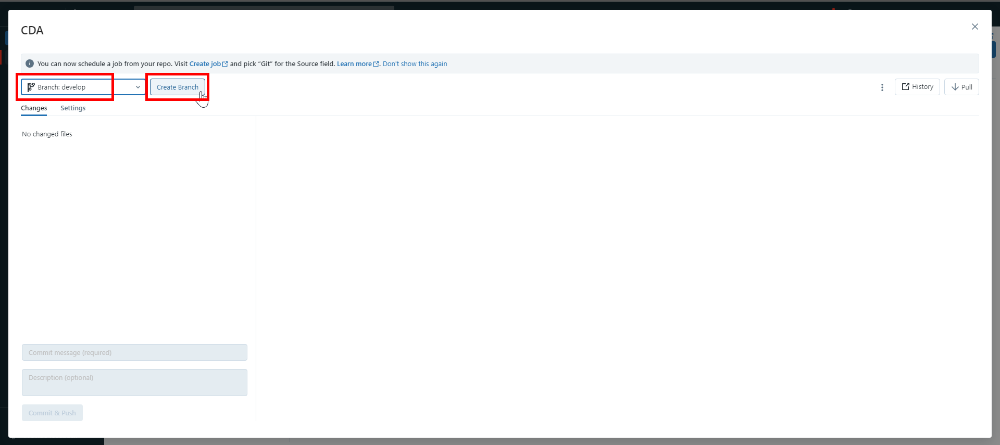 CDA
You can now schedule a job from your repo. Visit Create job and pick “Git” for the Source field. Learn more. Don't show this again
Branch: develop
Create Branch
History
Pull
Changes
Settings
No changed files
Commit message (required)
Description (optional)
Commit & Push